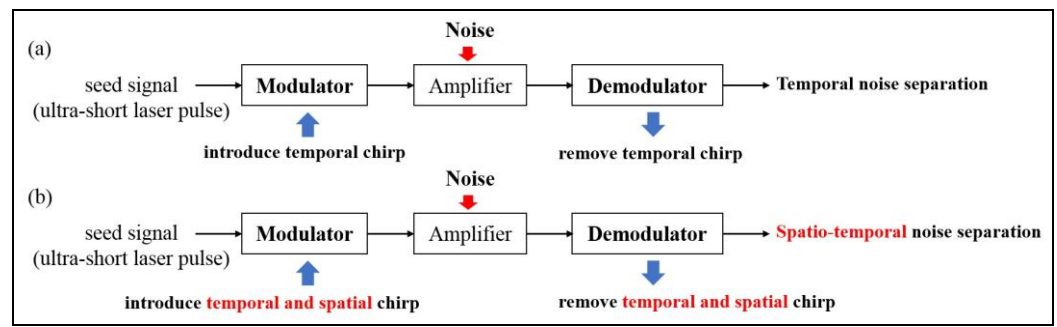 Noise
(a)
seed signal
(ultra-short laser pulse)
Modulator
Amplifier
Demodulator
Temporal noise separation
introduce temporal chirp
remove temporal chirp
Noise
(b)
seed signal
(ultra-short laser pulse)
Modulator
Amplifier
Demodulator
Spatio-temporal noise separation
introduce temporal and spatial chirp
remove temporal and spatial chirp